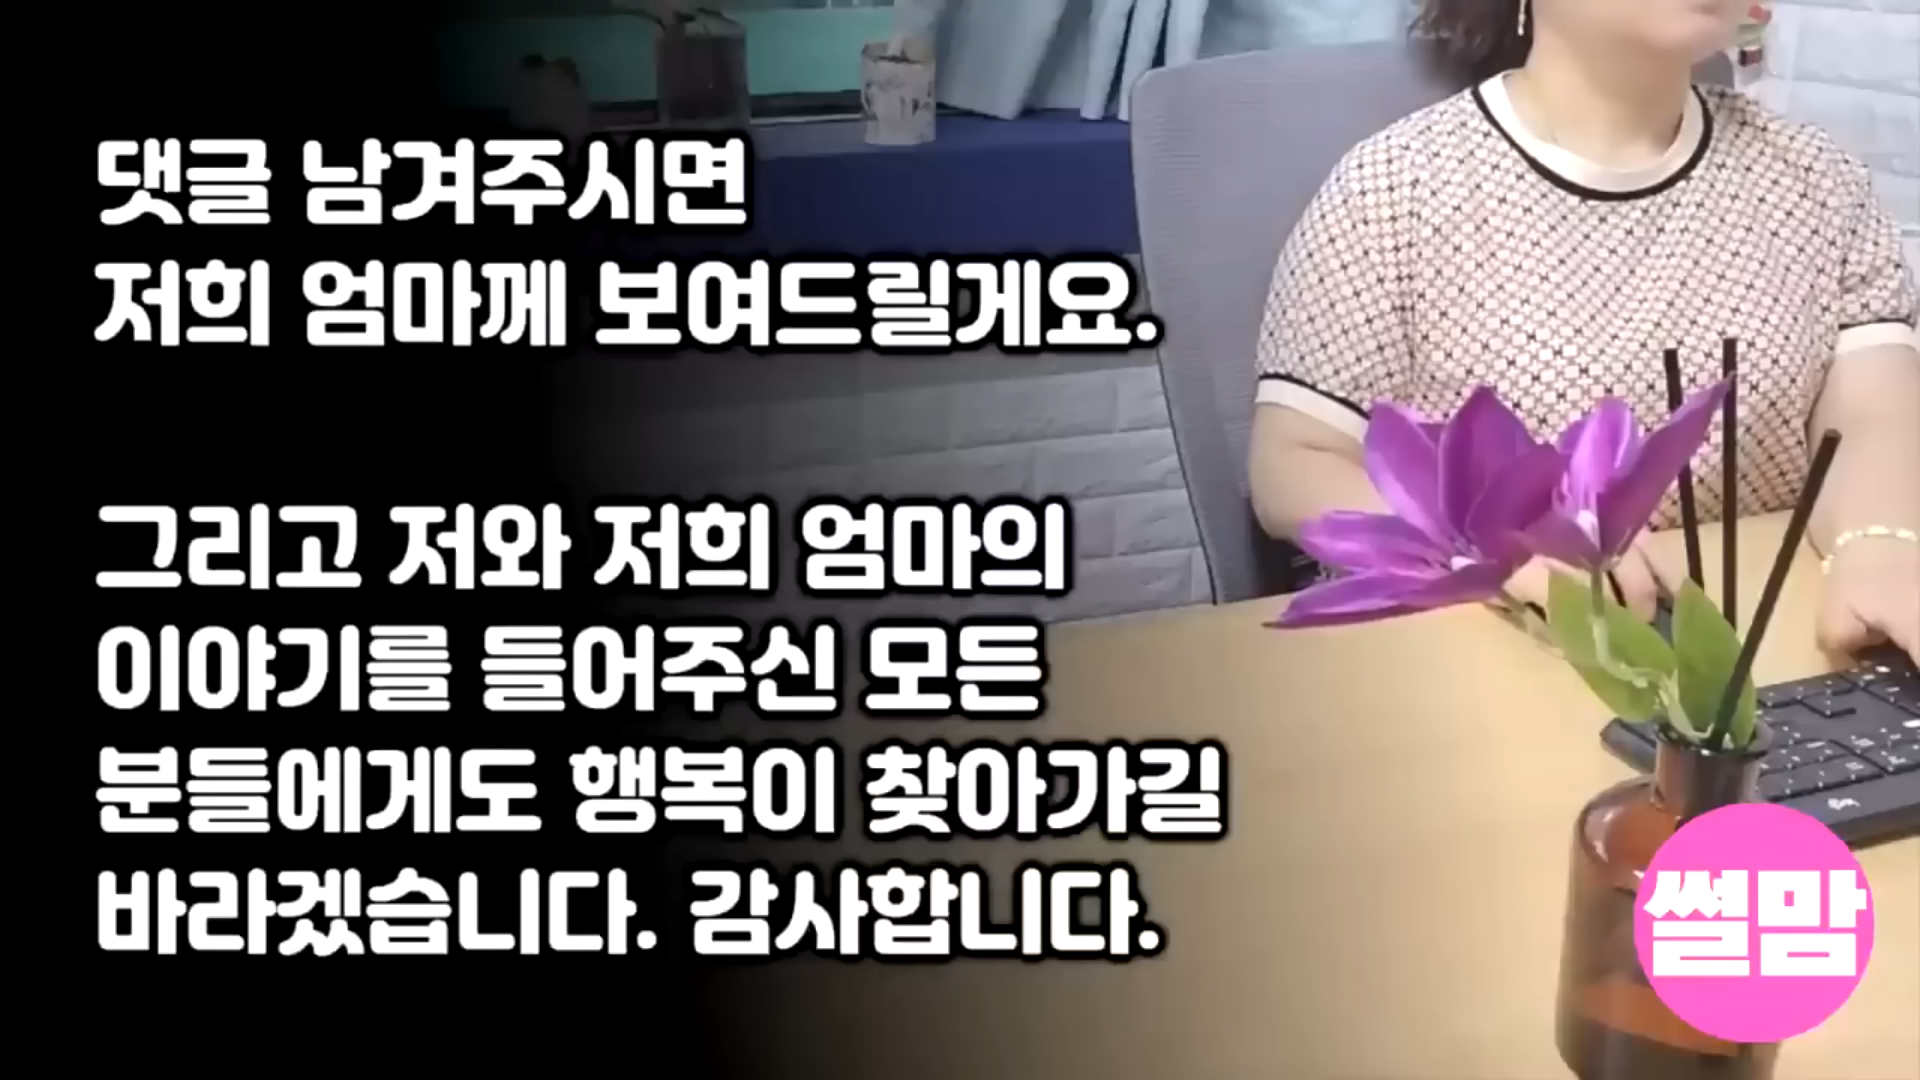 댓글 남겨주시면
저희 엄마께 보여드릴게요.
그리고 저와 저희 엄마의
이야기를 들어주신 모든
분들에게도 행복이 찾아가길
바라겠습니다. 감사합니다.
썰맘